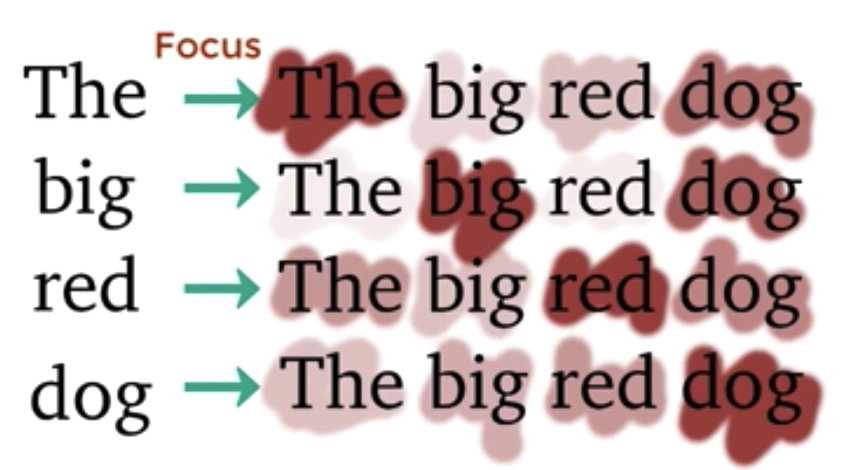 Focus
The → The big red dog
big → The big red dog
red → The big red dog
dog → The big red dog